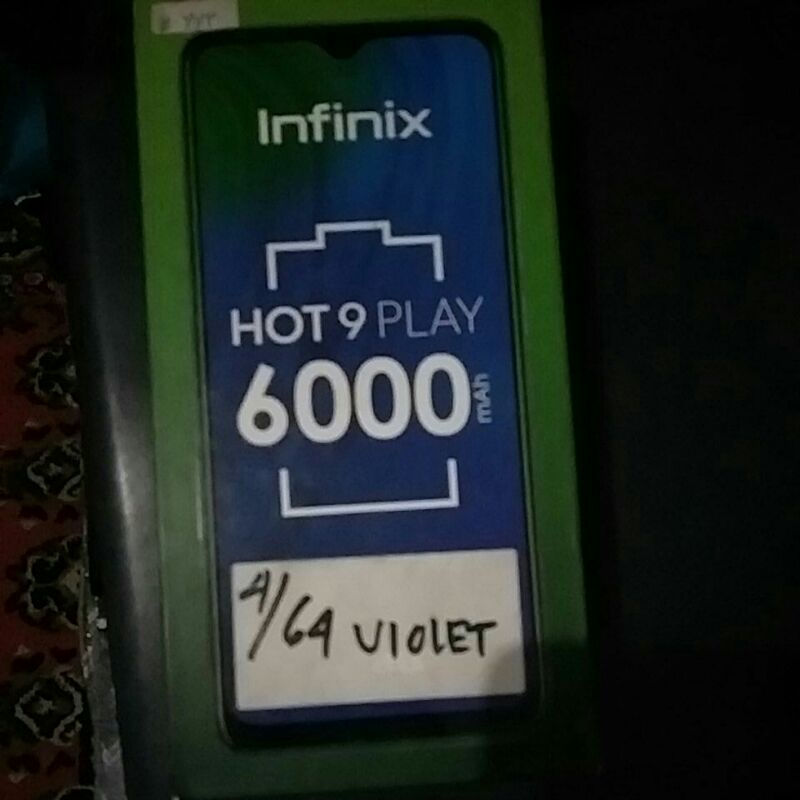 Infinix
HOT 9 PLAY
6000 mAh
4/64 VIOLET